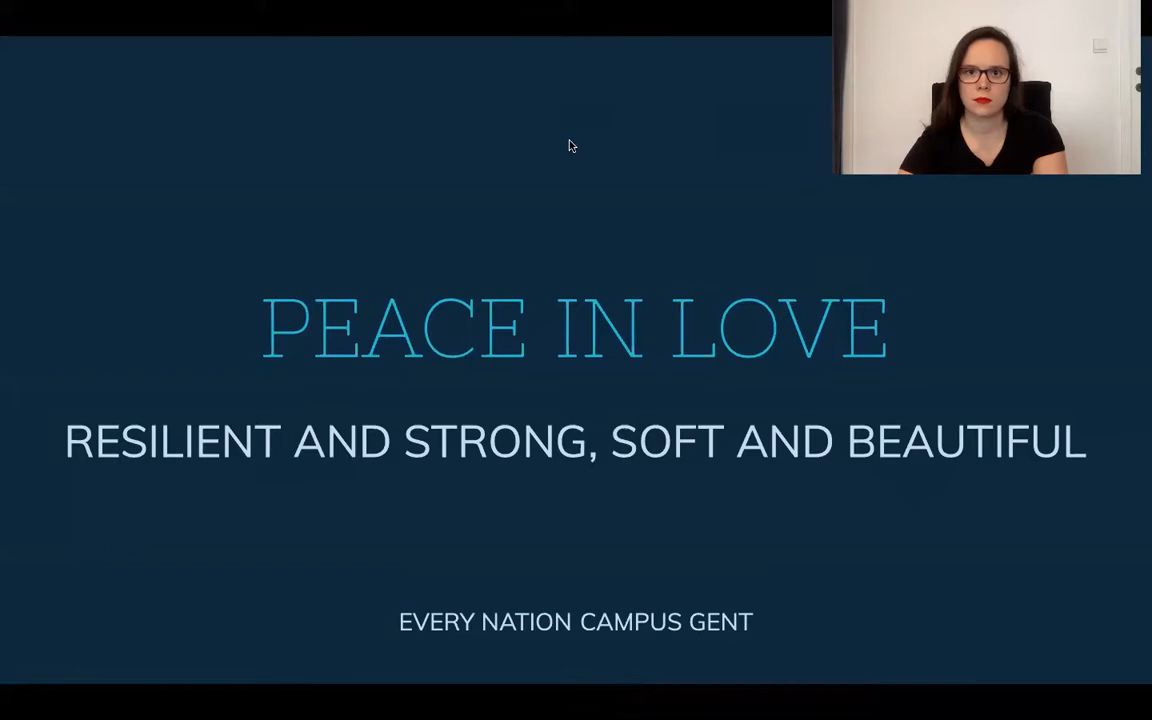 PEACE IN LOVE
RESILIENT AND STRONG, SOFT AND BEAUTIFUL
EVERY NATION CAMPUS GENT